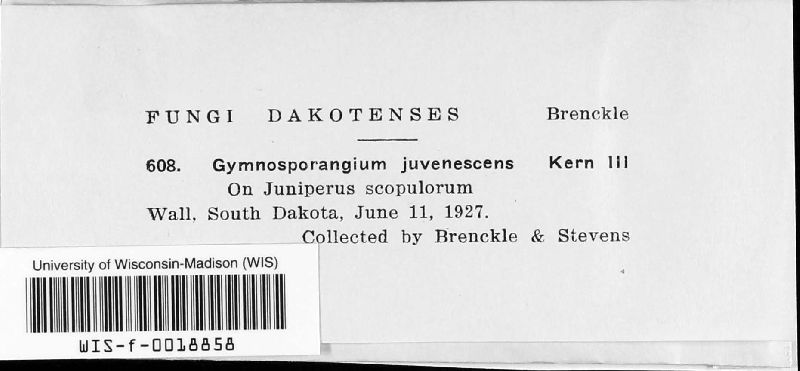 FUNGI DAKOTENSES Brenckle
608. Gymnosporangium juvenescens Kern III
On Juniperus scopulorum
Wall, South Dakota, June 11, 1927.
Collected by Brenckle & Stevens
University of Wisconsin-Madison (WIS)
WIS-f-0018858